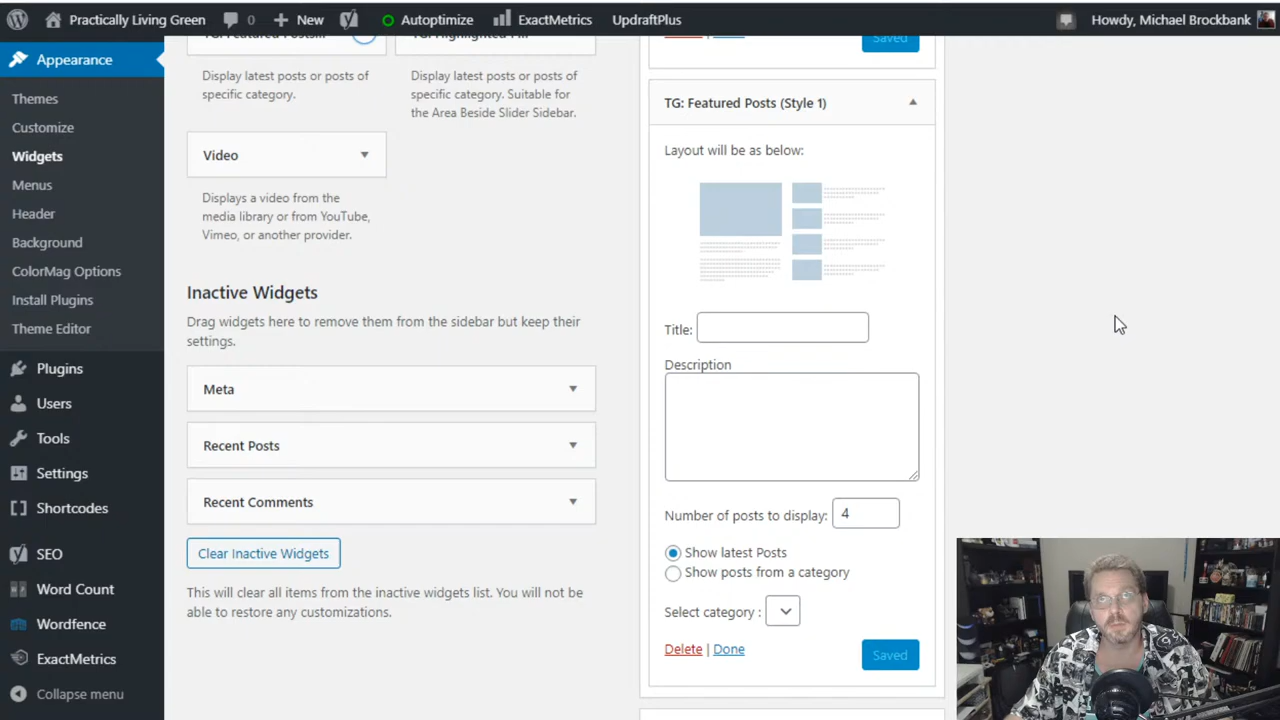 Practically Living Green
0
New
Autoptimize
ExactMetrics
UpdraftPlus
Howdy, Michael Brockbank
Appearance
Themes
Customize
Widgets
Menus
Header
Background
ColorMag Options
Install Plugins
Theme Editor
Plugins
Users
Tools
Settings
Shortcodes
SEO
Word Count
Wordfence
ExactMetrics
Collapse menu
TG: Featured Posts...
Display latest posts or posts of
specific category.
Display latest posts or posts of
specific category. Suitable for
the Area Beside Slider Sidebar.
Video
Displays a video from the
media library or from YouTube,
Vimeo, or another provider.
Inactive Widgets
Drag widgets here to remove them from the sidebar but keep their
settings.
Meta
Recent Posts
Recent Comments
Clear Inactive Widgets
This will clear all items from the inactive widgets list. You will not be
able to restore any customizations.
Saved
TG: Featured Posts (Style 1)
Layout will be as below:
Title:
Description
Number of posts to display: 4
Show latest Posts
Show posts from a category
Select category :
Delete | Done
Saved